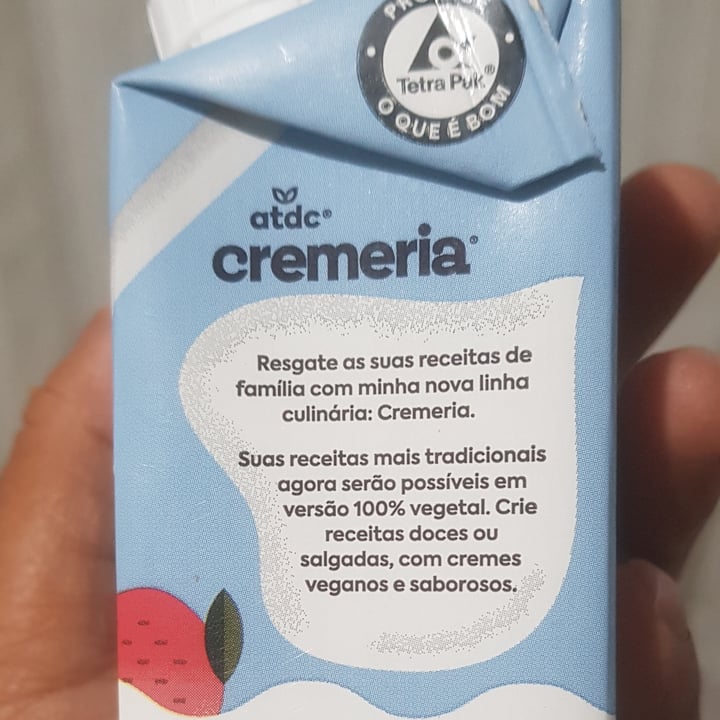 PRO
Tetra Pak®
O QUE É BOM
atdc®
cremeria®
Resgate as suas receitas de
família com minha nova linha
culinária: Cremeria.
Suas receitas mais tradicionais
agora serão possíveis em
versão 100% vegetal. Crie
receitas doces ou
salgadas, com cremes
veganos e saborosos.